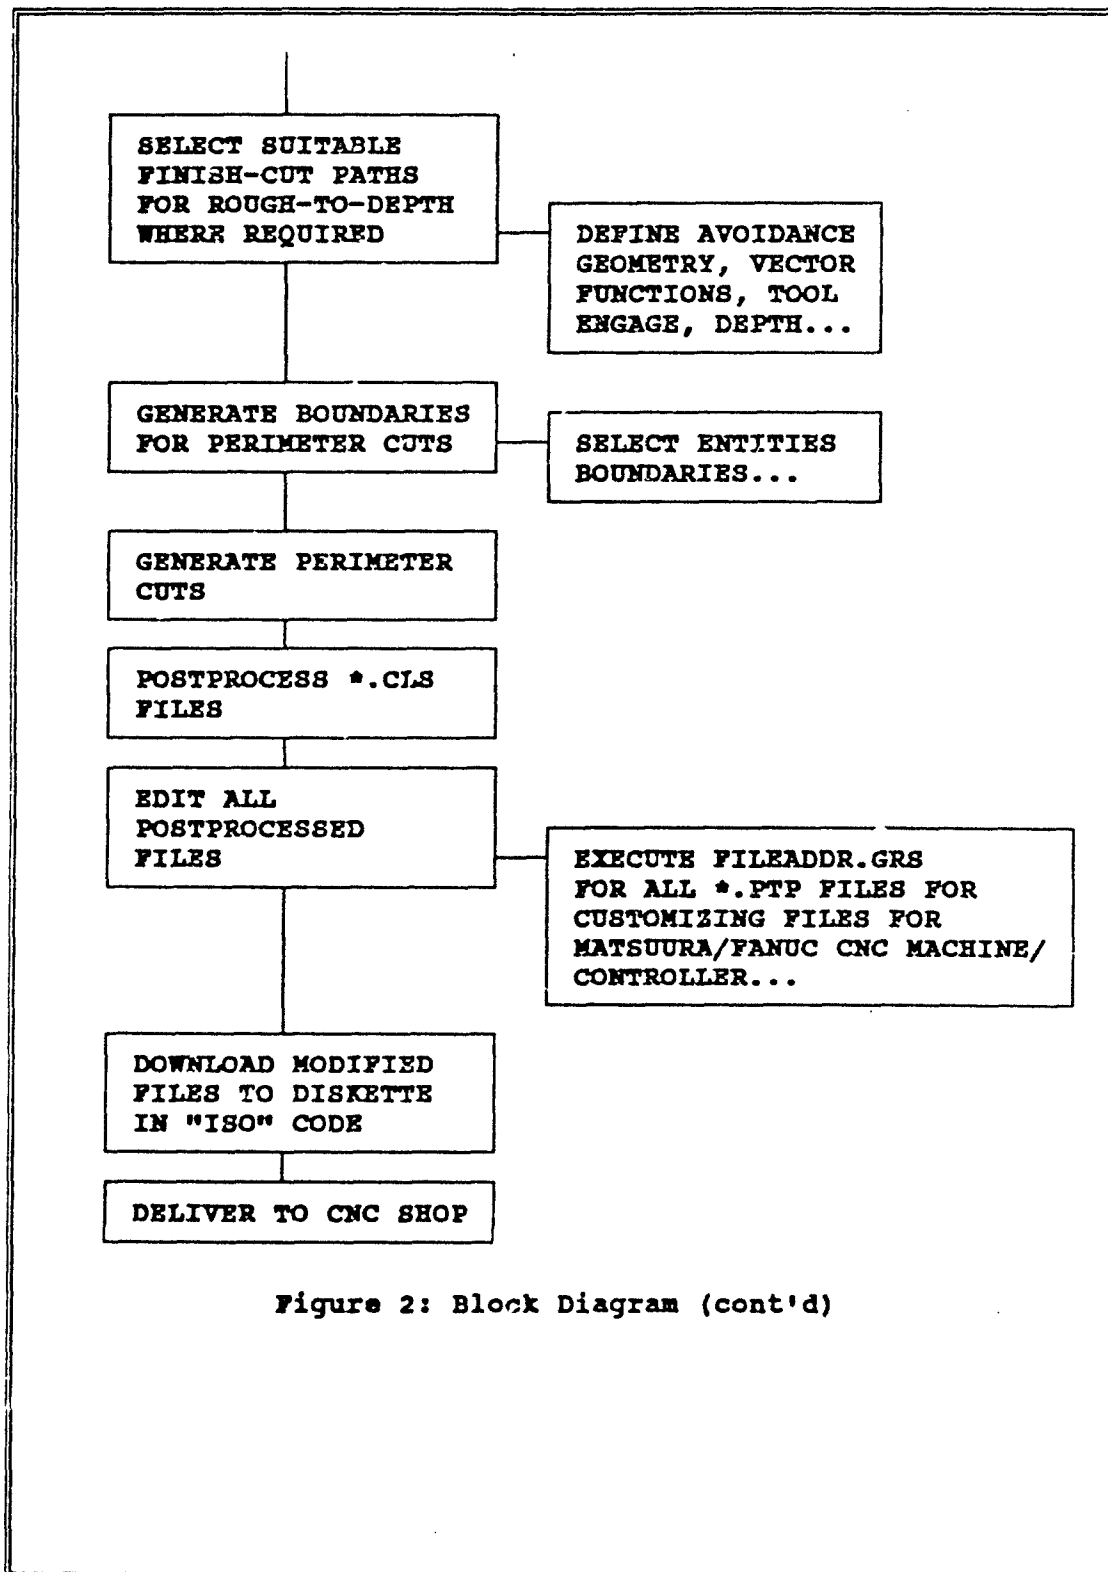 SELECT SUITABLE
FINISH-CUT PATHS
FOR ROUGH-TO-DEPTH
WHERE REQUIRED
DEFINE AVOIDANCE
GEOMETRY, VECTOR
FUNCTIONS, TOOL
ENGAGE, DEPTH...
GENERATE BOUNDARIES
FOR PERIMETER CUTS
SELECT ENTITIES
BOUNDARIES...
GENERATE PERIMETER
CUTS
POSTPROCESS *.CLS
FILES
EDIT ALL
POSTPROCESSED
FILES
EXECUTE FILEADDR.GRS
FOR ALL *.PTP FILES FOR
CUSTOMIZING FILES FOR
MATSUURA/FANUC CNC MACHINE/
CONTROLLER...
DOWNLOAD MODIFIED
FILES TO DISKETTE
IN "ISO" CODE
DELIVER TO CNC SHOP
Figure 2: Block Diagram (cont'd)